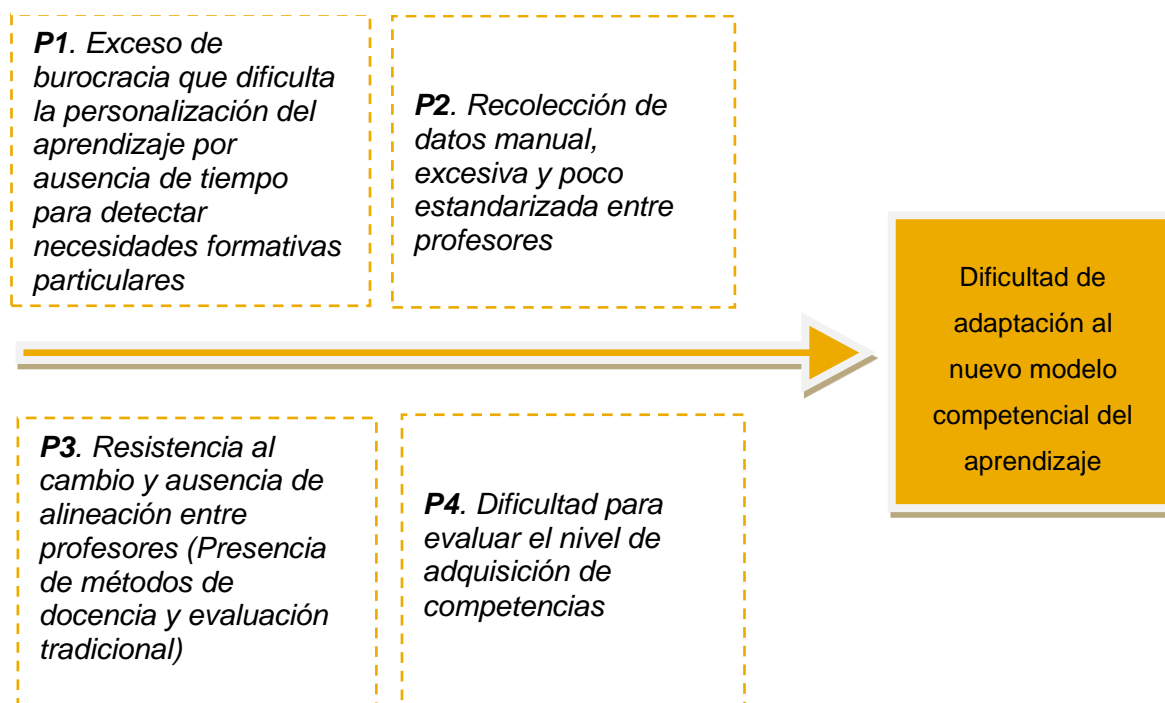 P1. Exceso de
burocracia que dificulta
la personalización del
aprendizaje por
ausencia de tiempo
para detectar
necesidades formativas
particulares
P2. Recolección de
datos manual,
excesiva y poco
estandarizada entre
profesores
Dificultad de
adaptación al
nuevo modelo
competencial del
aprendizaje
P3. Resistencia al
cambio y ausencia de
alineación entre
profesores (Presencia
de métodos de
docencia y evaluación
tradicional)
P4. Dificultad para
evaluar el nivel de
adquisición de
competencias